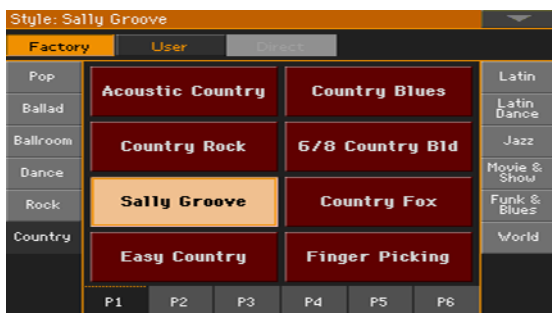 Style: Sally Groove
Factory User Direct
Pop
Ballad
Ballroom
Dance
Rock
Country
Acoustic Country Country Blues
Country Rock 6/8 Country Bld
Sally Groove Country Fox
Easy Country Finger Picking
Latin
Latin
Dance
Jazz
Movie &
Show
Funk &
Blues
World
P1 P2 P3 P4 P5 P6